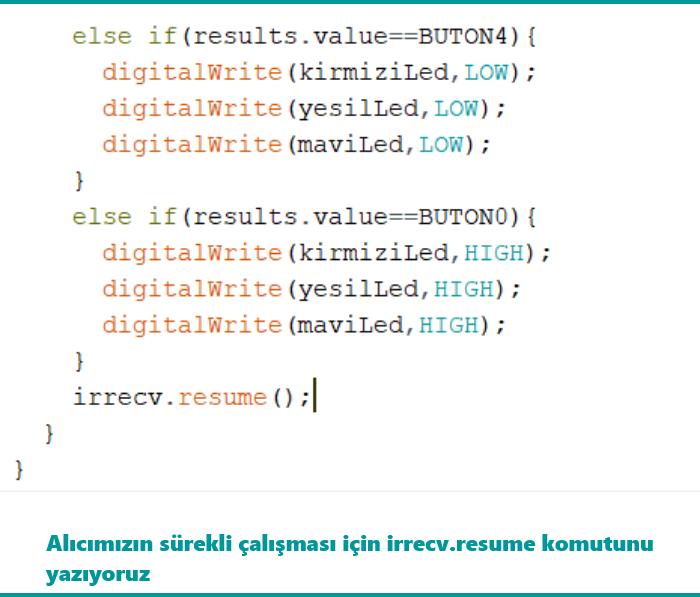 else if(results.value==BUTON4){
digitalWrite(kirmiziLed,LOW);
digitalWrite(yesilLed,LOW);
digitalWrite(maviLed,LOW);
}
else if(results.value==BUTON0){
digitalWrite(kirmiziLed,HIGH);
digitalWrite(yesilLed,HIGH);
digitalWrite(maviLed,HIGH);
}
irrecv.resume();
}
}
Alıcımızın sürekli çalışması için irrecv.resume komutunu
yazıyoruz